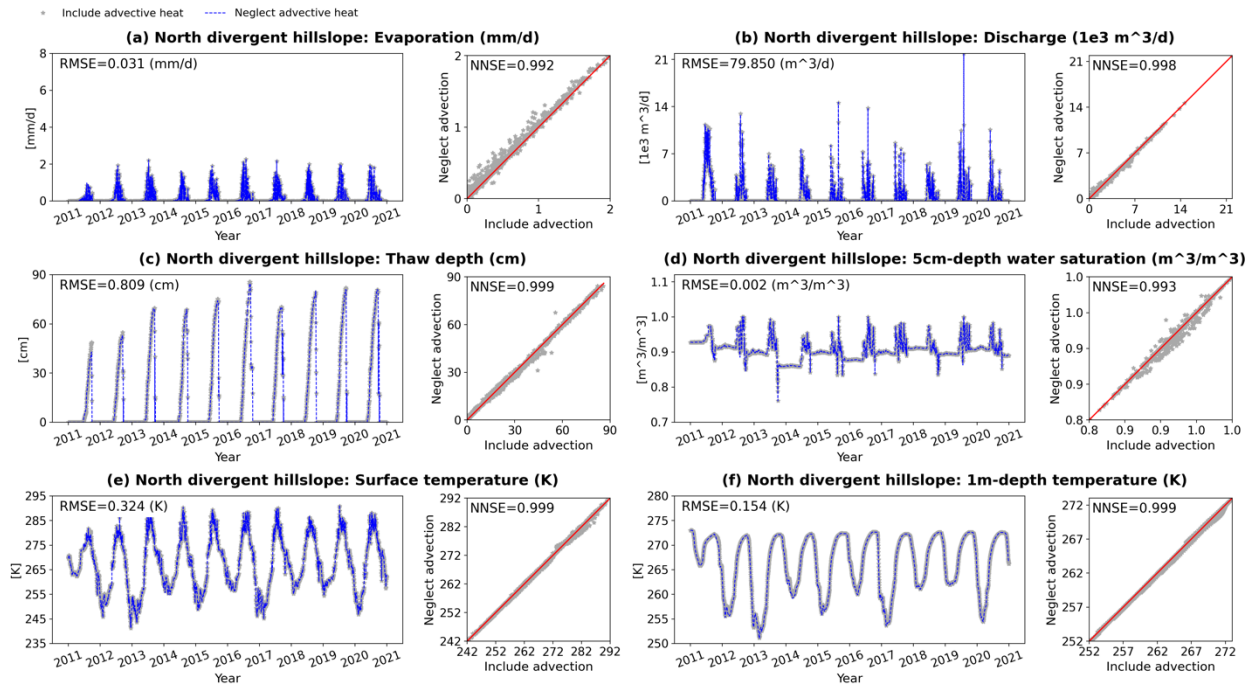 Include advective heat
Neglect advective heat
(a) North divergent hillslope: Evaporation (mm/d)
RMSE=0.031 (mm/d)
[mm/d]
8
6
4
2
0
2011 2012 2013 2014 2015 2016 2017 2018 2019 2020 2021
Year
NNSE=0.992
Neglect advection
2
1
0
0 1 2
Include advection
(b) North divergent hillslope: Discharge (1e3 m^3/d)
RMSE=79.850 (m^3/d)
[1e3 m^3/d]
21
14
7
0
2011 2012 2013 2014 2015 2016 2017 2018 2019 2020 2021
Year
NNSE=0.998
Neglect advection
21
14
7
0
0 7 14 21
Include advection
(c) North divergent hillslope: Thaw depth (cm)
RMSE=0.809 (cm)
[cm]
90
60
30
0
2011 2012 2013 2014 2015 2016 2017 2018 2019 2020 2021
Year
NNSE=0.999
Neglect advection
90
60
30
0
0 30 60 90
Include advection
(d) North divergent hillslope: 5cm-depth water saturation (m^3/m^3)
RMSE=0.002 (m^3/m^3)
[m^3/m^3]
1.0
0.9
0.8
0.7
2011 2012 2013 2014 2015 2016 2017 2018 2019 2020 2021
Year
NNSE=0.993
Neglect advection
1.0
1.0
0.9
0.9
0.8
0.8 0.9 0.9 1.0 1.0
Include advection
(e) North divergent hillslope: Surface temperature (K)
RMSE=0.324 (K)
[K]
295
285
275
265
255
245
235
2011 2012 2013 2014 2015 2016 2017 2018 2019 2020 2021
Year
NNSE=0.999
Neglect advection
292
282
272
262
252
242
242 252 262 272 282 292
Include advection
(f) North divergent hillslope: 1m-depth temperature (K)
RMSE=0.154 (K)
[K]
280
275
270
265
260
255
250
2011 2012 2013 2014 2015 2016 2017 2018 2019 2020 2021
Year
NNSE=0.999
Neglect advection
272
267
262
257
252
252 257 262 267 272
Include advection